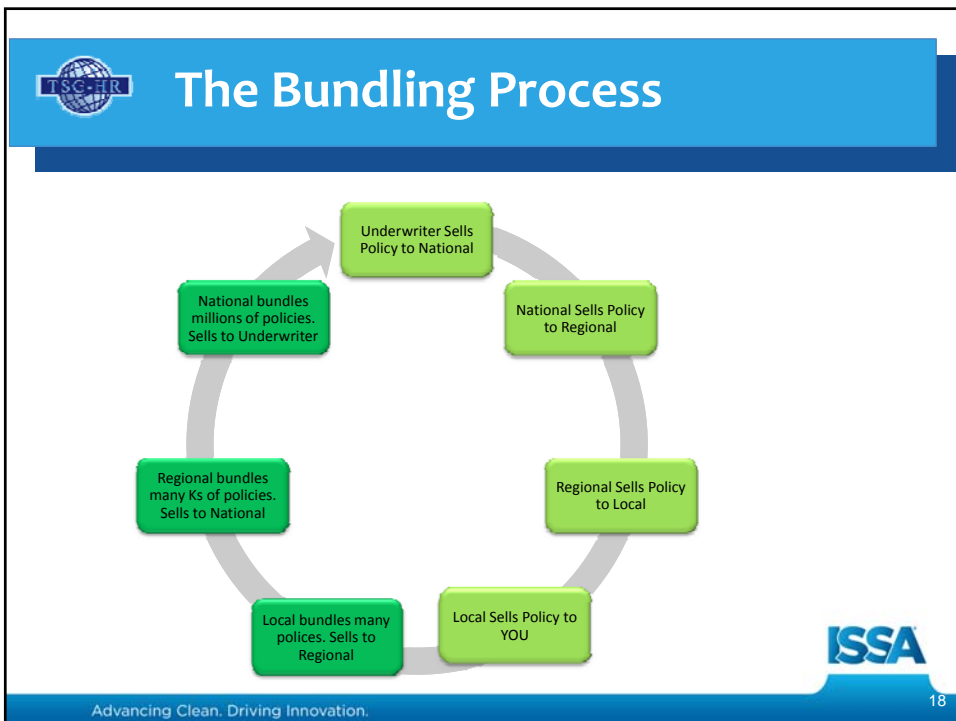 TSG-HR
The Bundling Process
Underwriter Sells
Policy to National
National Sells Policy
to Regional
Regional Sells Policy
to Local
Local Sells Policy to
YOU
Local bundles many
polices. Sells to
Regional
Regional bundles
many Ks of policies.
Sells to National
National bundles
millions of policies.
Sells to Underwriter
ISSA
Advancing Clean. Driving Innovation.
18